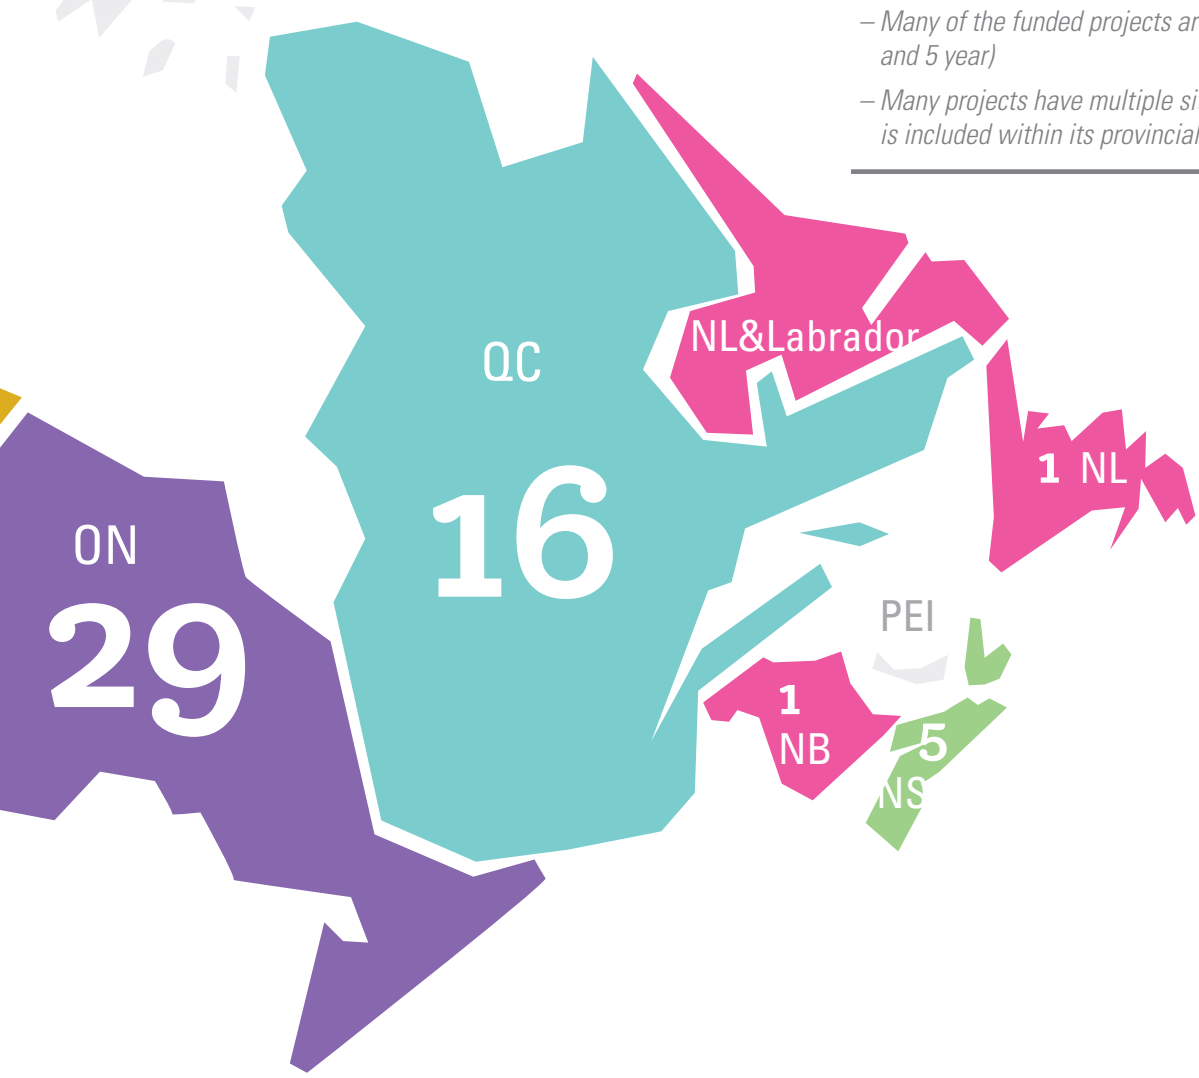 – Many of the funded projects ar
and 5 year)
– Many projects have multiple si
is included within its provincial
QC
16
NL&Labrador
1 NL
ON
29
PEI
1
NB
5
NS